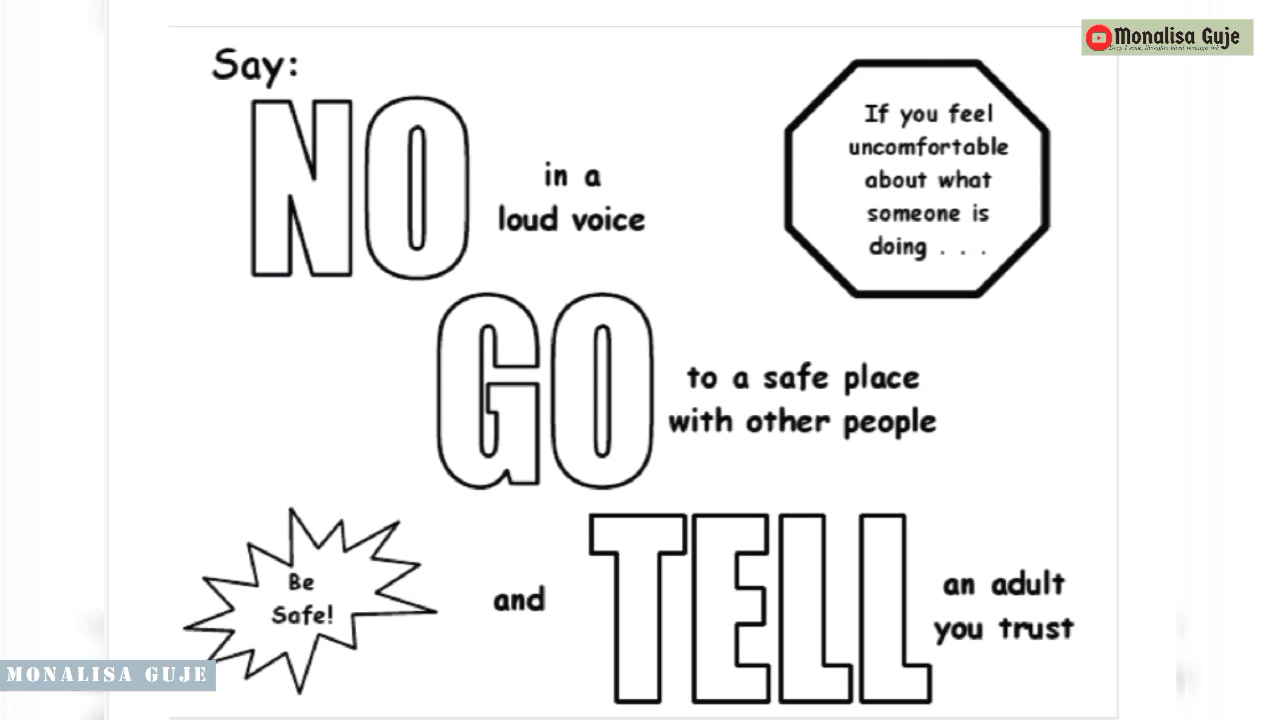 Monalisa Guje
Say:
NO
in a
loud voice
If you feel
uncomfortable
about what
someone is
doing . . .
GO
to a safe place
with other people
Be
Safe!
and
TELL
an adult
you trust
MONALISA GUJE